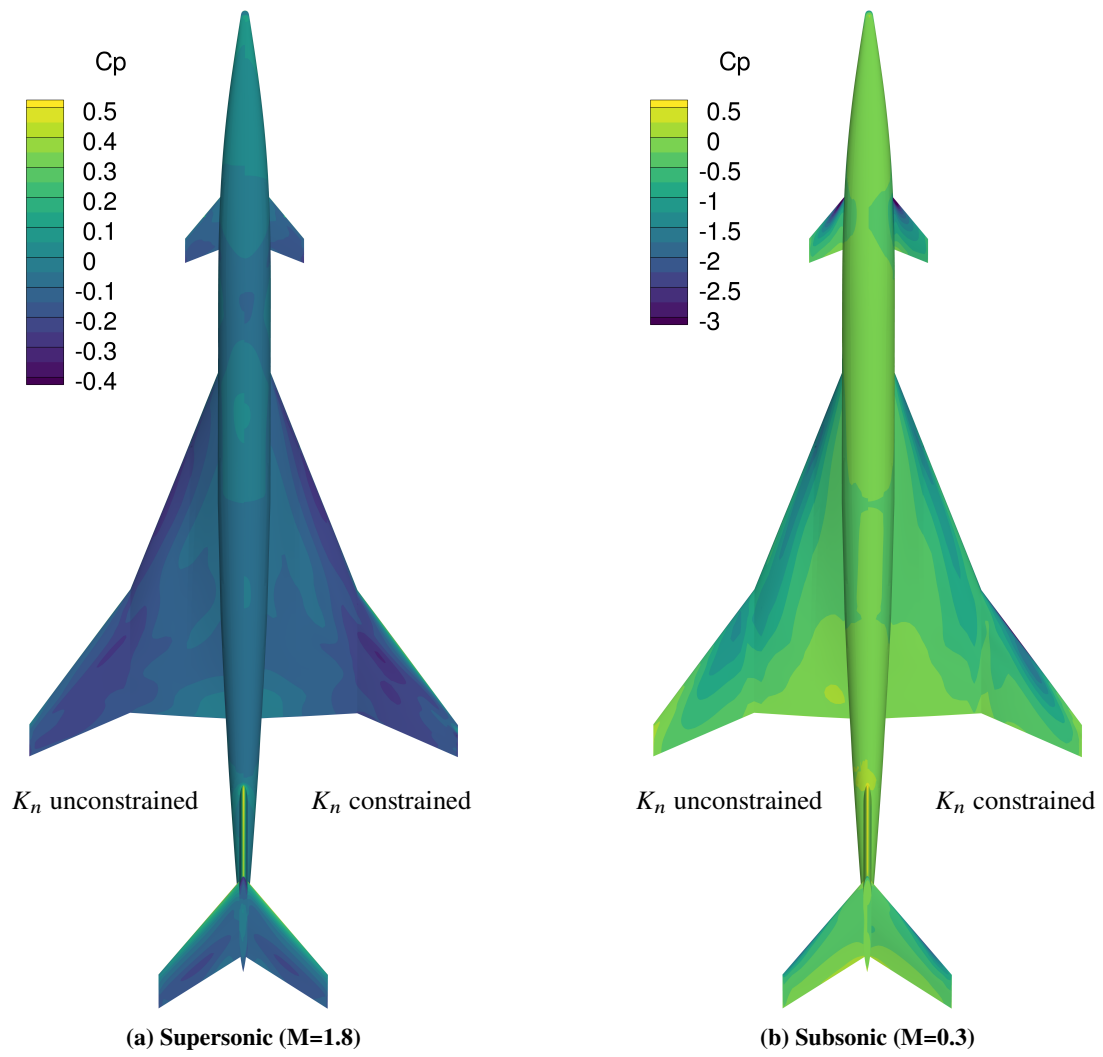 Cp
0.5
0.4
0.3
0.2
0.1
0
-0.1
-0.2
-0.3
-0.4
K_n unconstrained
K_n constrained
(a) Supersonic (M=1.8)
Cp
0.5
0
-0.5
-1
-1.5
-2
-2.5
-3
K_n unconstrained
K_n constrained
(b) Subsonic (M=0.3)